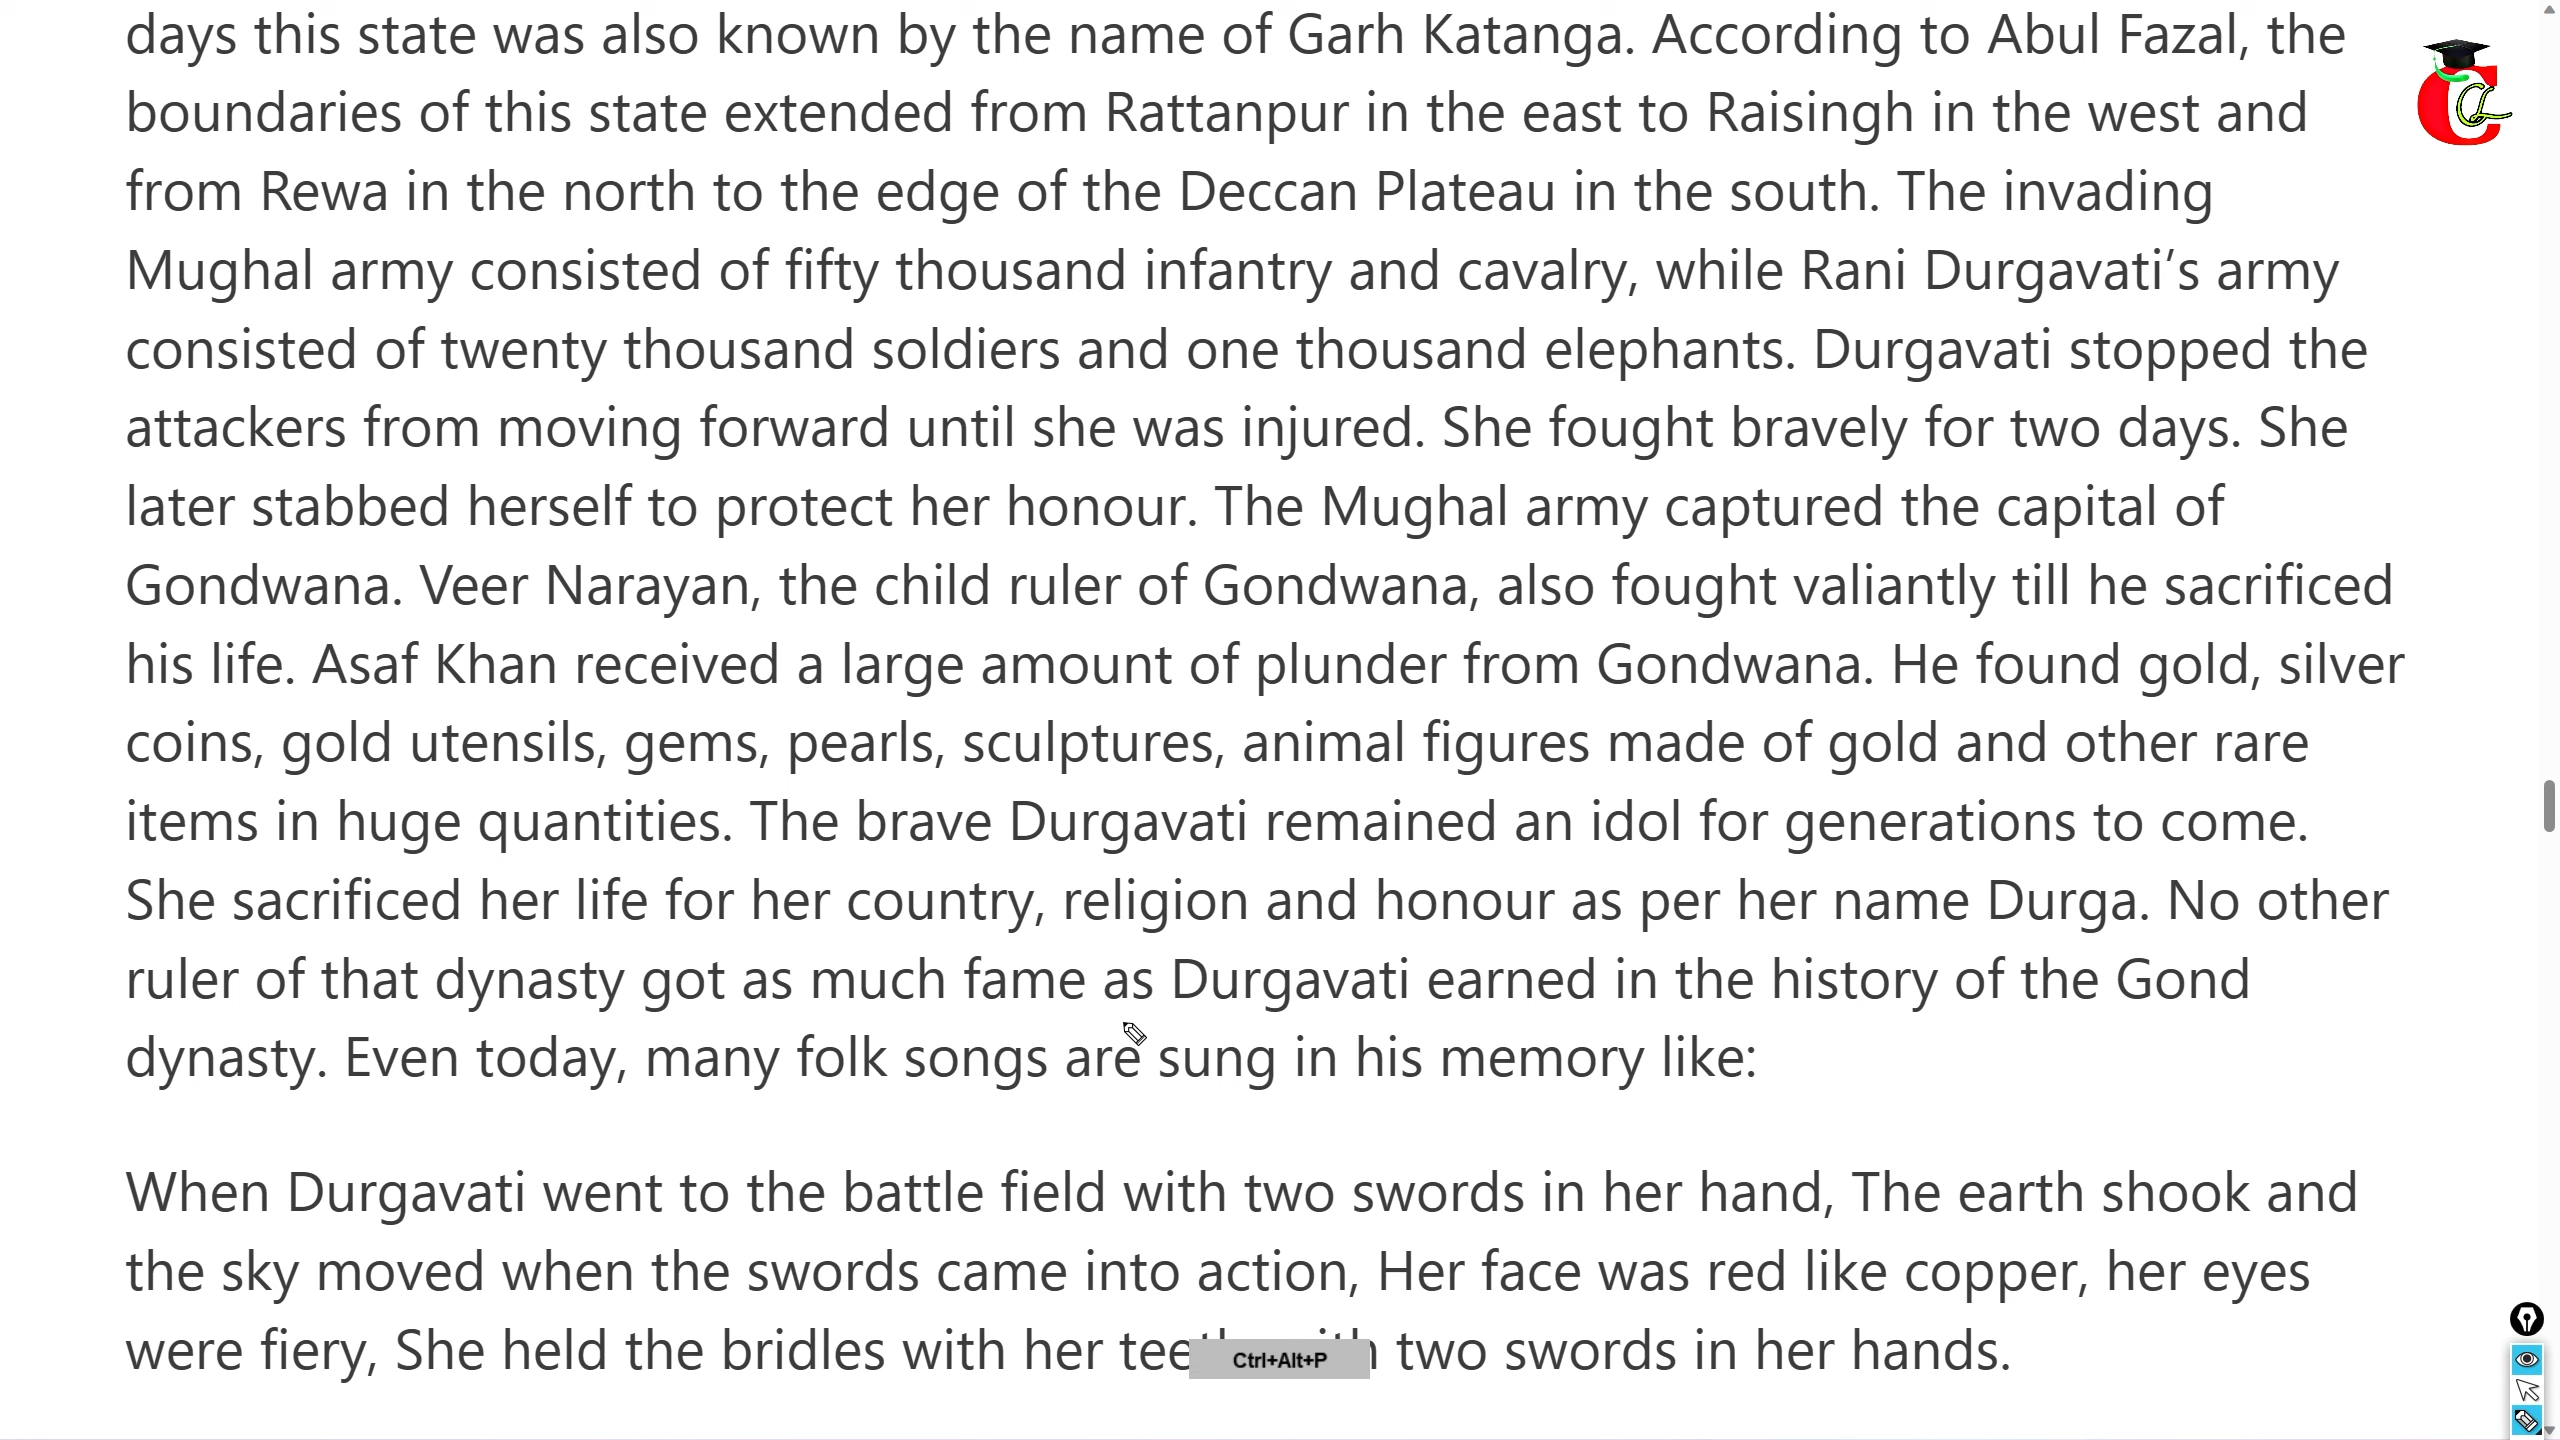 days this state was also known by the name of Garh Katanga. According to Abul Fazal, the
boundaries of this state extended from Rattanpur in the east to Raisingh in the west and
from Rewa in the north to the edge of the Deccan Plateau in the south. The invading
Mughal army consisted of fifty thousand infantry and cavalry, while Rani Durgavati’s army
consisted of twenty thousand soldiers and one thousand elephants. Durgavati stopped the
attackers from moving forward until she was injured. She fought bravely for two days. She
later stabbed herself to protect her honour. The Mughal army captured the capital of
Gondwana. Veer Narayan, the child ruler of Gondwana, also fought valiantly till he sacrificed
his life. Asaf Khan received a large amount of plunder from Gondwana. He found gold, silver
coins, gold utensils, gems, pearls, sculptures, animal figures made of gold and other rare
items in huge quantities. The brave Durgavati remained an idol for generations to come.
She sacrificed her life for her country, religion and honour as per her name Durga. No other
ruler of that dynasty got as much fame as Durgavati earned in the history of the Gond
dynasty. Even today, many folk songs are sung in his memory like:
When Durgavati went to the battle field with two swords in her hand, The earth shook and
the sky moved when the swords came into action, Her face was red like copper, her eyes
were fiery, She held the bridles with her two swords in her hands.
Ctrl+Alt+P